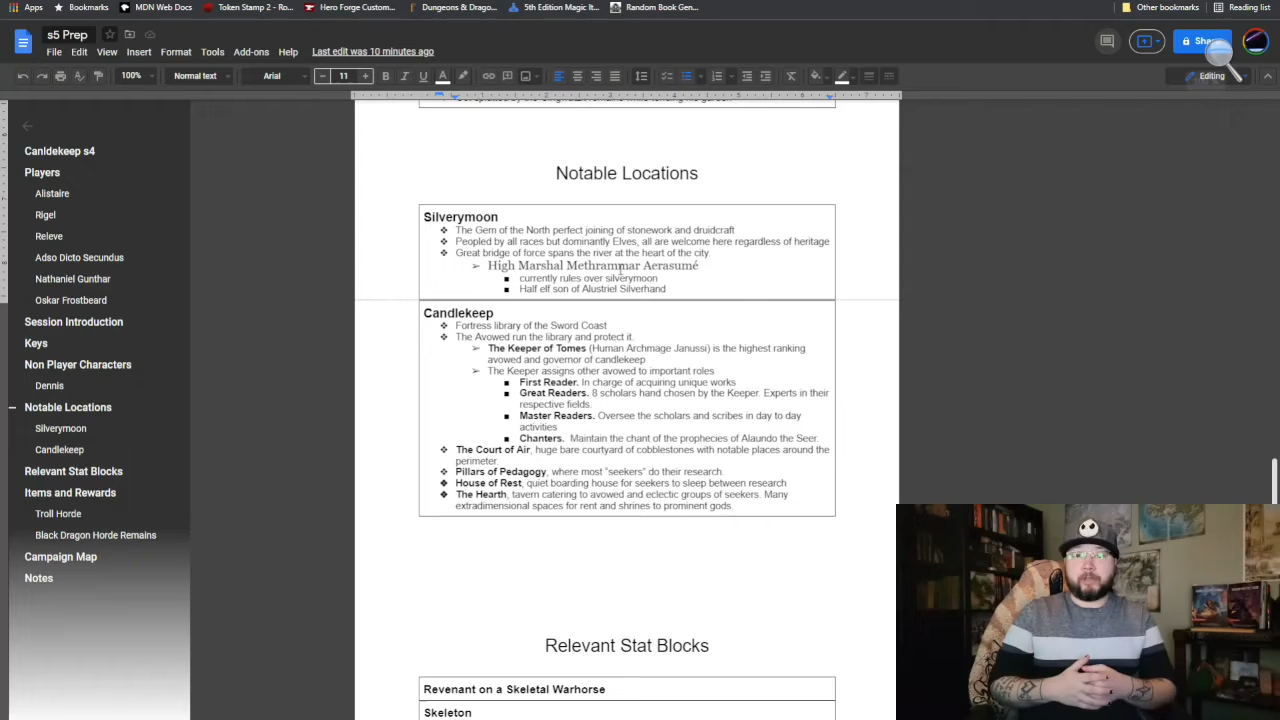 Apps Bookmarks MDN Web Docs Token Stamp 2 - Ro... Hero Forge Custom... Dungeons & Drago... 5th Edition Magic It... Random Book Gen... Other bookmarks Reading list
s5 Prep
File Edit View Insert Format Tools Add-ons Help Last edit was 10 minutes ago
Share
100% Normal text Arial 11 Editing
Canldekeep s4
Players
Alistaire
Rigel
Releve
Adso Dicto Secundus
Nathaniel Gunthar
Oskar Frostbeard
Session Introduction
Keys
Non Player Characters
Dennis
Notable Locations
Silverymoon
Candlekeep
Relevant Stat Blocks
Items and Rewards
Troll Horde
Black Dragon Horde Remains
Campaign Map
Notes
1 2 3 4 5 6 7
Notable Locations
Silverymoon
❖ The Gem of the North perfect joining of stonework and druidcraft
❖ Peopled by all races but dominantly Elves, all are welcome here regardless of heritage
❖ Great bridge of force spans the river at the heart of the city.
➢ High Marshal Methrammar Aerasumé
■ currently rules over silverymoon
■ Half elf son of Alustriel Silverhand
Candlekeep
❖ Fortress library of the Sword Coast
❖ The Avowed run the library and protect it.
➢ The Keeper of Tomes (Human Archmage Janussi) is the highest ranking
avowed and governor of candlekeep
➢ The Keeper assigns other avowed to important roles
■ First Reader. In charge of acquiring unique works
■ Great Readers. 8 scholars hand chosen by the Keeper. Experts in their
respective fields.
■ Master Readers. Oversee the scholars and scribes in day to day
activities
■ Chanters. Maintain the chant of the prophecies of Alaundo the Seer.
❖ The Court of Air, huge bare courtyard of cobblestones with notable places around the
perimeter.
❖ Pillars of Pedagogy, where most "seekers" do their research.
❖ House of Rest, quiet boarding house for seekers to sleep between research
❖ The Hearth, tavern catering to avowed and eclectic groups of seekers. Many
extradimensional spaces for rent and shrines to prominent gods.
Relevant Stat Blocks
Revenant on a Skeletal Warhorse
Skeleton